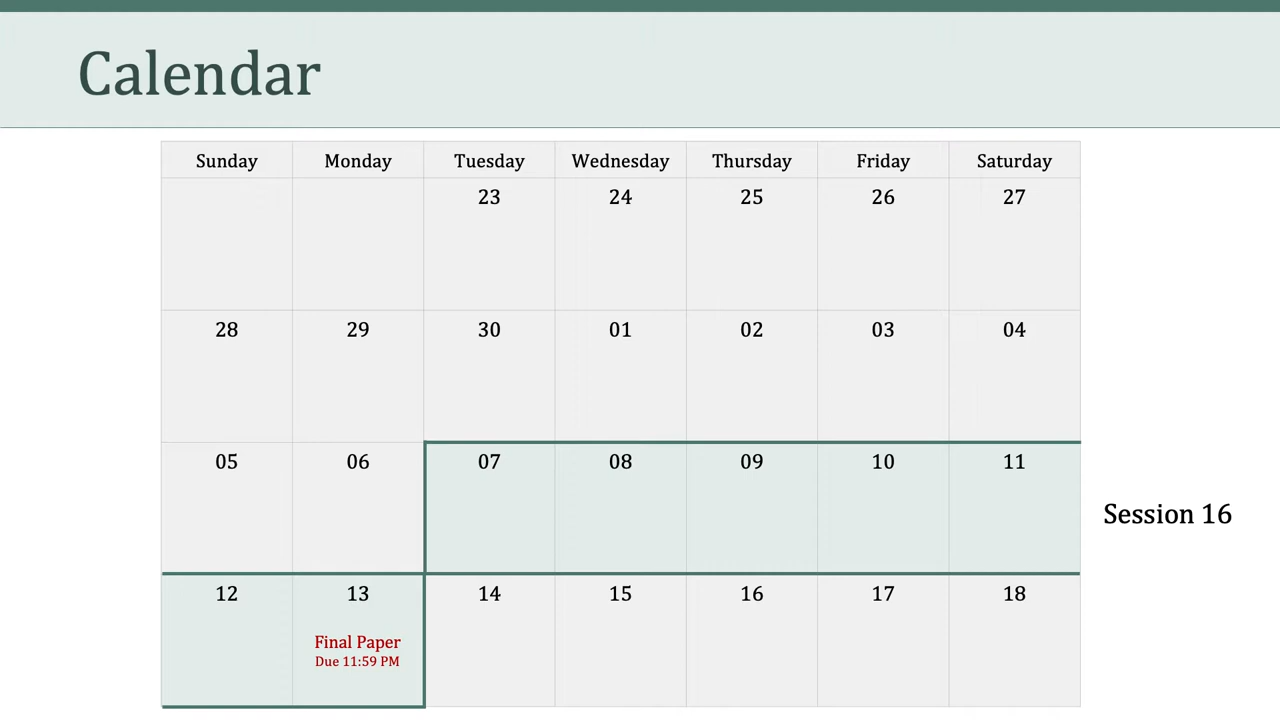 Calendar
Sunday Monday Tuesday Wednesday Thursday Friday Saturday
23 24 25 26 27
28 29 30 01 02 03 04
05 06 07 08 09 10 11
Session 16
12 13 14 15 16 17 18
Final Paper
Due 11:59 PM